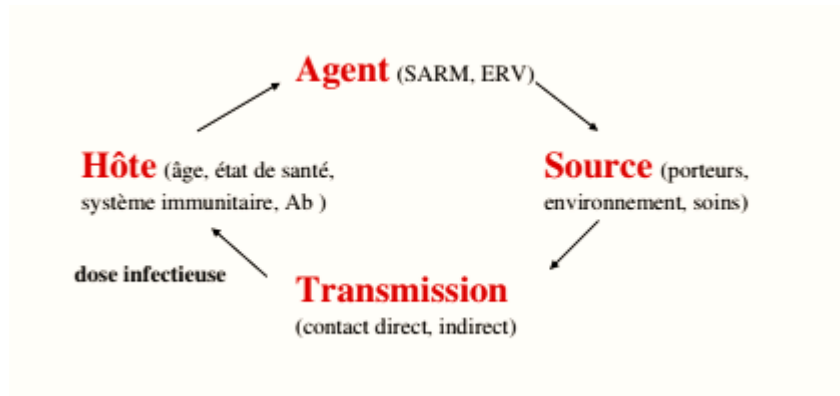 Agent (SARM, ERV)
Hôte (âge, état de santé,
système immunitaire, Ab )
Source (porteurs,
environnement, soins)
dose infectieuse
Transmission
(contact direct, indirect)